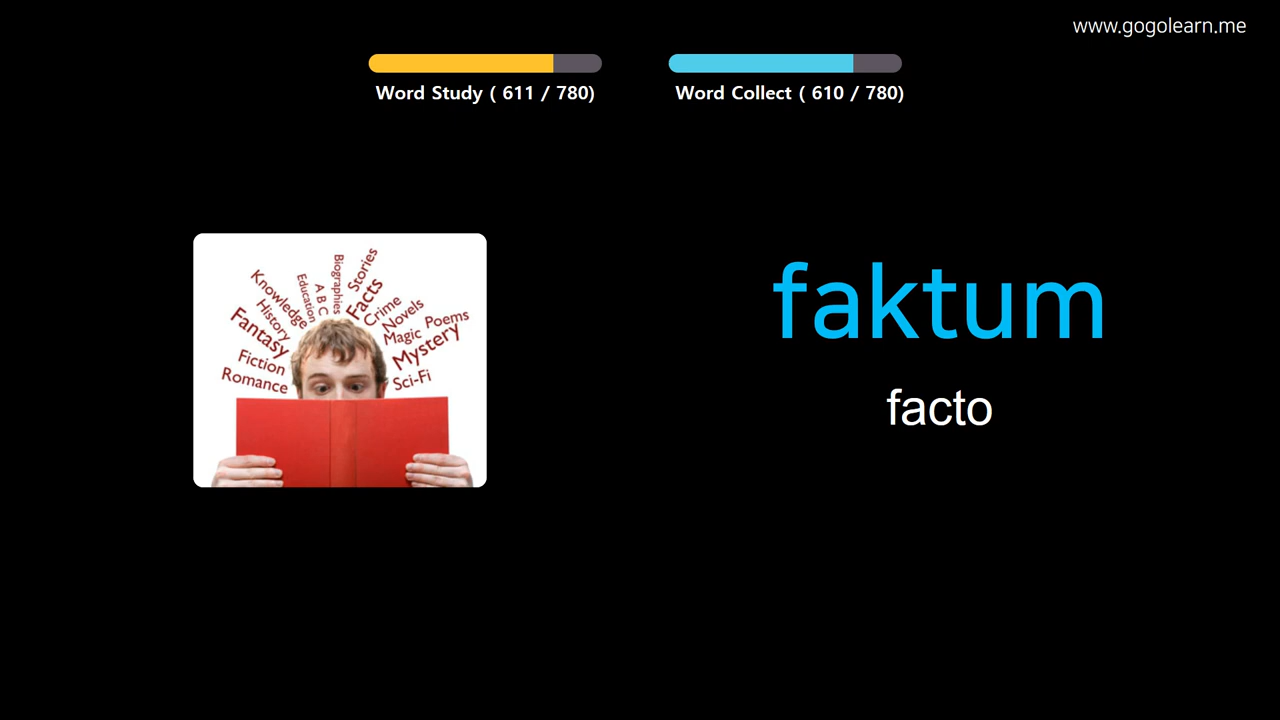 www.gogolearn.me
Word Study ( 611 / 780)
Word Collect ( 610 / 780)
Knowledge
History
Fantasy
Fiction
Romance
Education
A B C
Biographies
Stories
Facts
Crime
Novels
Magic
Poems
Mystery
Sci-Fi
faktum
facto